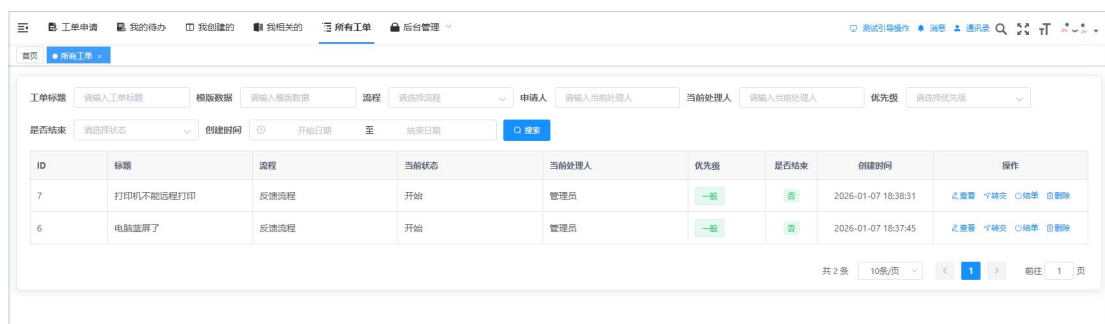 工单申请 我的待办 我创建的 我相关的 所有工单 后台管理 测试引导操作 消息 通讯录
首页 所有工单 ×
工单标题 请输入工单标题 模版数据 请输入模版数据 流程 请选择流程 申请人 请输入当前处理人 当前处理人 请输入当前处理人 优先级 请选择优先级
是否结束 请选择状态 创建时间 开始日期 至 结束日期 搜索
ID 标题 流程 当前状态 当前处理人 优先级 是否结束 创建时间 操作
7 打印机不能远程打印 反馈流程 开始 管理员 一般 否 2026-01-07 18:38:31 查看 转交 结单 删除
6 电脑蓝屏了 反馈流程 开始 管理员 一般 否 2026-01-07 18:37:45 查看 转交 结单 删除
共 2 条 10条/页 < 1 > 前往 1 页